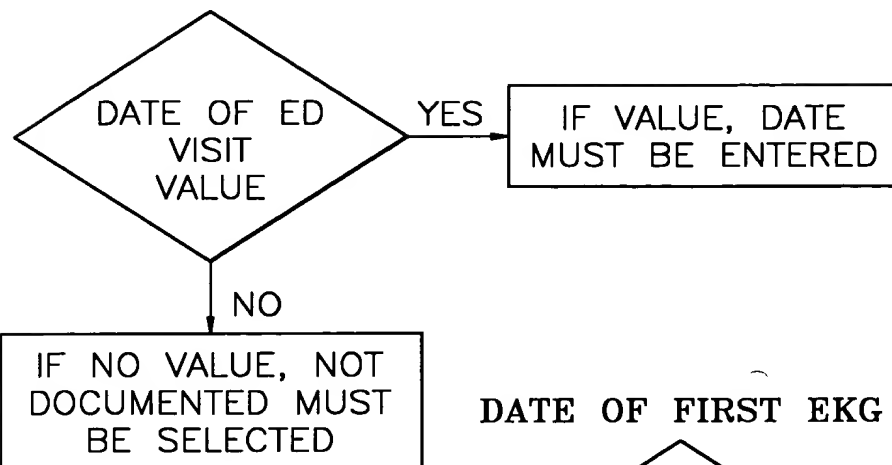 DATE OF ED
VISIT
VALUE
YES
IF VALUE, DATE
MUST BE ENTERED
NO
IF NO VALUE, NOT
DOCUMENTED MUST
BE SELECTED
DATE OF FIRST EKG